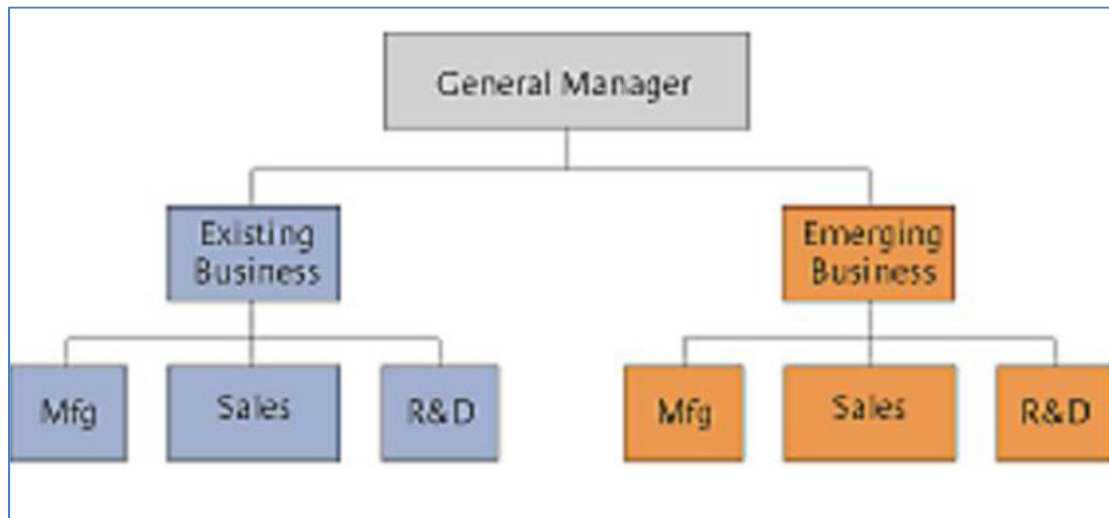 General Manager
Existing
Business
Emerging
Business
Mfg
Sales
R&D
Mfg
Sales
R&D